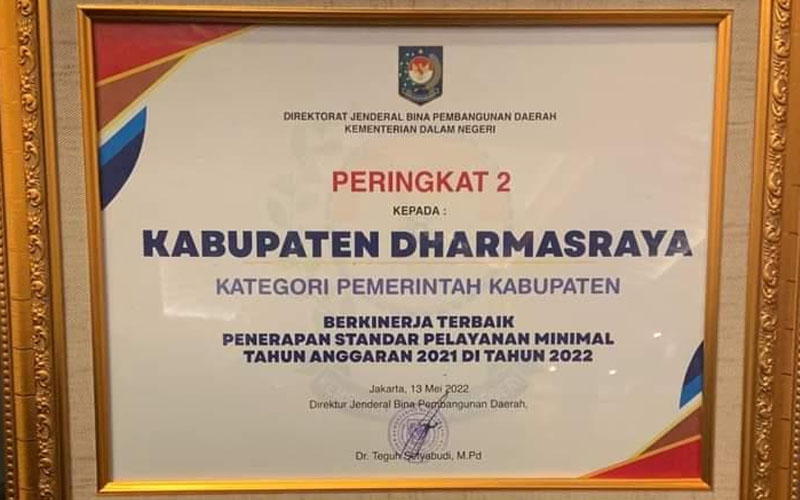 DIREKTORAT JENDERAL BINA PEMBANGUNAN DAERAH
KEMENTERIAN DALAM NEGERI
PERINGKAT 2
KEPADA :
KABUPATEN DHARMASRAYA
KATEGORI PEMERINTAH KABUPATEN
BERKINERJA TERBAIK
PENERAPAN STANDAR PELAYANAN MINIMAL
TAHUN ANGGARAN 2021 DI TAHUN 2022
Jakarta, 13 Mei 2022
Direktur Jenderal Bina Pembangunan Daerah,
Dr. Teguh Setyabudi, M.Pd